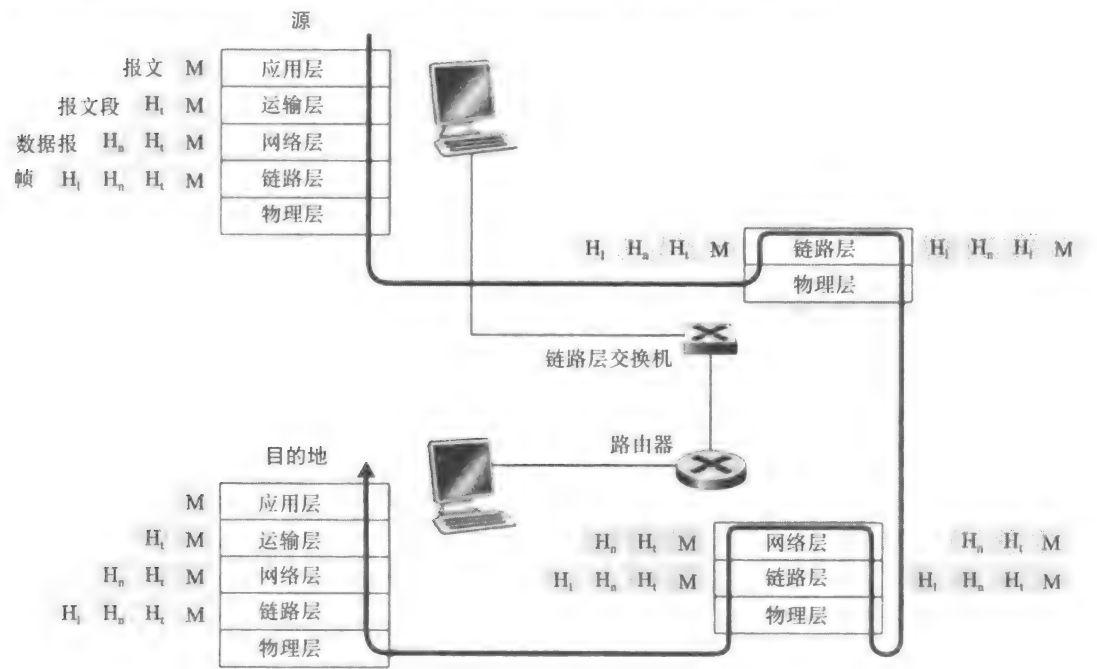 源
报文 M 应用层
报文段 Hₜ M 运输层
数据报 Hₙ Hₜ M 网络层
帧 Hₗ Hₙ Hₜ M 链路层
物理层
Hₗ Hₙ Hₜ M 链路层 Hₗ Hₙ Hₜ M
物理层
链路层交换机
路由器
目的地
M 应用层
Hₜ M 运输层
Hₙ Hₜ M 网络层
Hₗ Hₙ Hₜ M 链路层
物理层
Hₙ Hₜ M 网络层 Hₙ Hₜ M
Hₗ Hₙ Hₜ M 链路层 Hₗ Hₙ Hₜ M
物理层